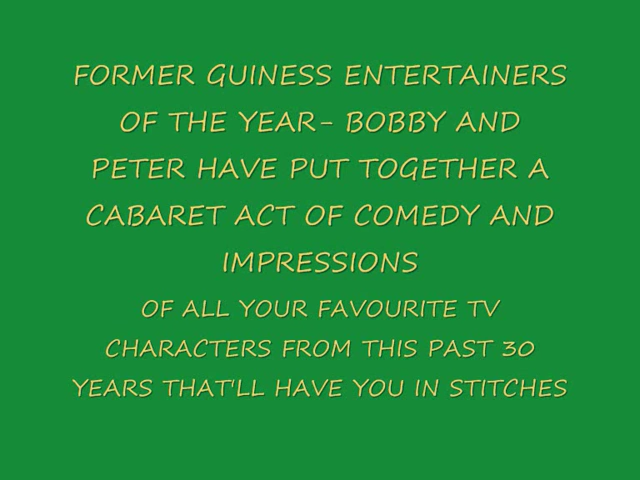 FORMER GUINESS ENTERTAINERS
OF THE YEAR- BOBBY AND
PETER HAVE PUT TOGETHER A
CABARET ACT OF COMEDY AND
IMPRESSIONS
OF ALL YOUR FAVOURITE TV
CHARACTERS FROM THIS PAST 30
YEARS THAT'LL HAVE YOU IN STITCHES